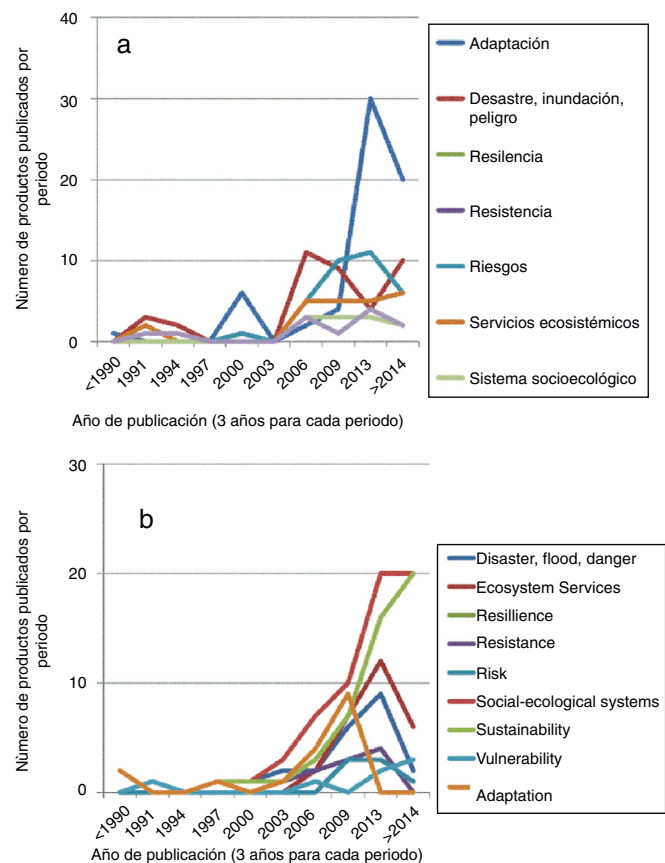 a
40
30
20
10
0
Número de productos publicados por
periodo
<1990
1991
1994
1997
2000
2003
2006
2009
2013
>2014
Año de publicación (3 años para cada periodo)
Adaptación
Desastre, inundación,
peligro
Resilencia
Resistencia
Riesgos
Servicios ecosistémicos
Sistema socioecológico
b
30
20
10
0
Número de productos publicados por
periodo
<1990
1991
1994
1997
2000
2003
2006
2009
2013
>2014
Año de publicación (3 años para cada periodo)
Disaster, flood, danger
Ecosystem Services
Resillience
Resistance
Risk
Social-ecological systems
Sustainability
Vulnerability
Adaptation